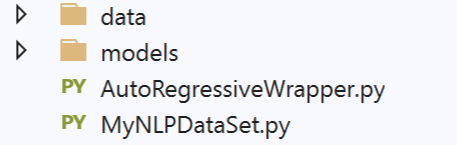 data
models
PY AutoRegressiveWrapper.py
PY MyNLPDataSet.py